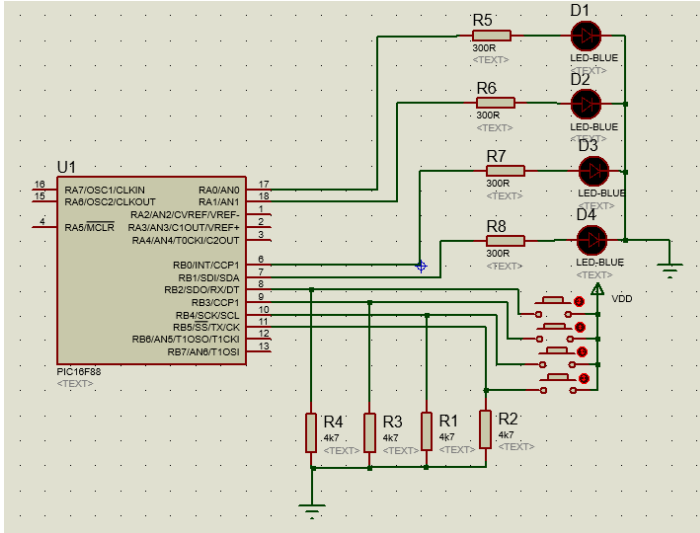 D1
R5
300R
<TEXT>
LED-BLUE
<TEXT>
D2
R6
300R
<TEXT>
LED-BLUE
<TEXT>
D3
R7
300R
<TEXT>
LED-BLUE
<TEXT>
D4
R8
300R
<TEXT>
LED-BLUE
<TEXT>
U1
16 RA7/OSC1/CLKIN RA0/AN0 17
15 RA6/OSC2/CLKOUT RA1/AN1 18
RA2/AN2/CVREF/VREF- 1
4 RA5/MCLR RA3/AN3/C1OUT/VREF+ 2
RA4/AN4/T0CKI/C2OUT 3
RB0/INT/CCP1 6
RB1/SDI/SDA 7
RB2/SDO/RX/DT 8
RB3/CCP1 9
RB4/SCK/SCL 10
RB5/SS/TX/CK 11
RB6/AN5/T1OSO/T1CKI 12
RB7/AN6/T1OSI 13
PIC16F88
<TEXT>
VDD
R4
4k7
<TEXT>
R3
4k7
<TEXT>
R1
4k7
<TEXT>
R2
4k7
<TEXT>